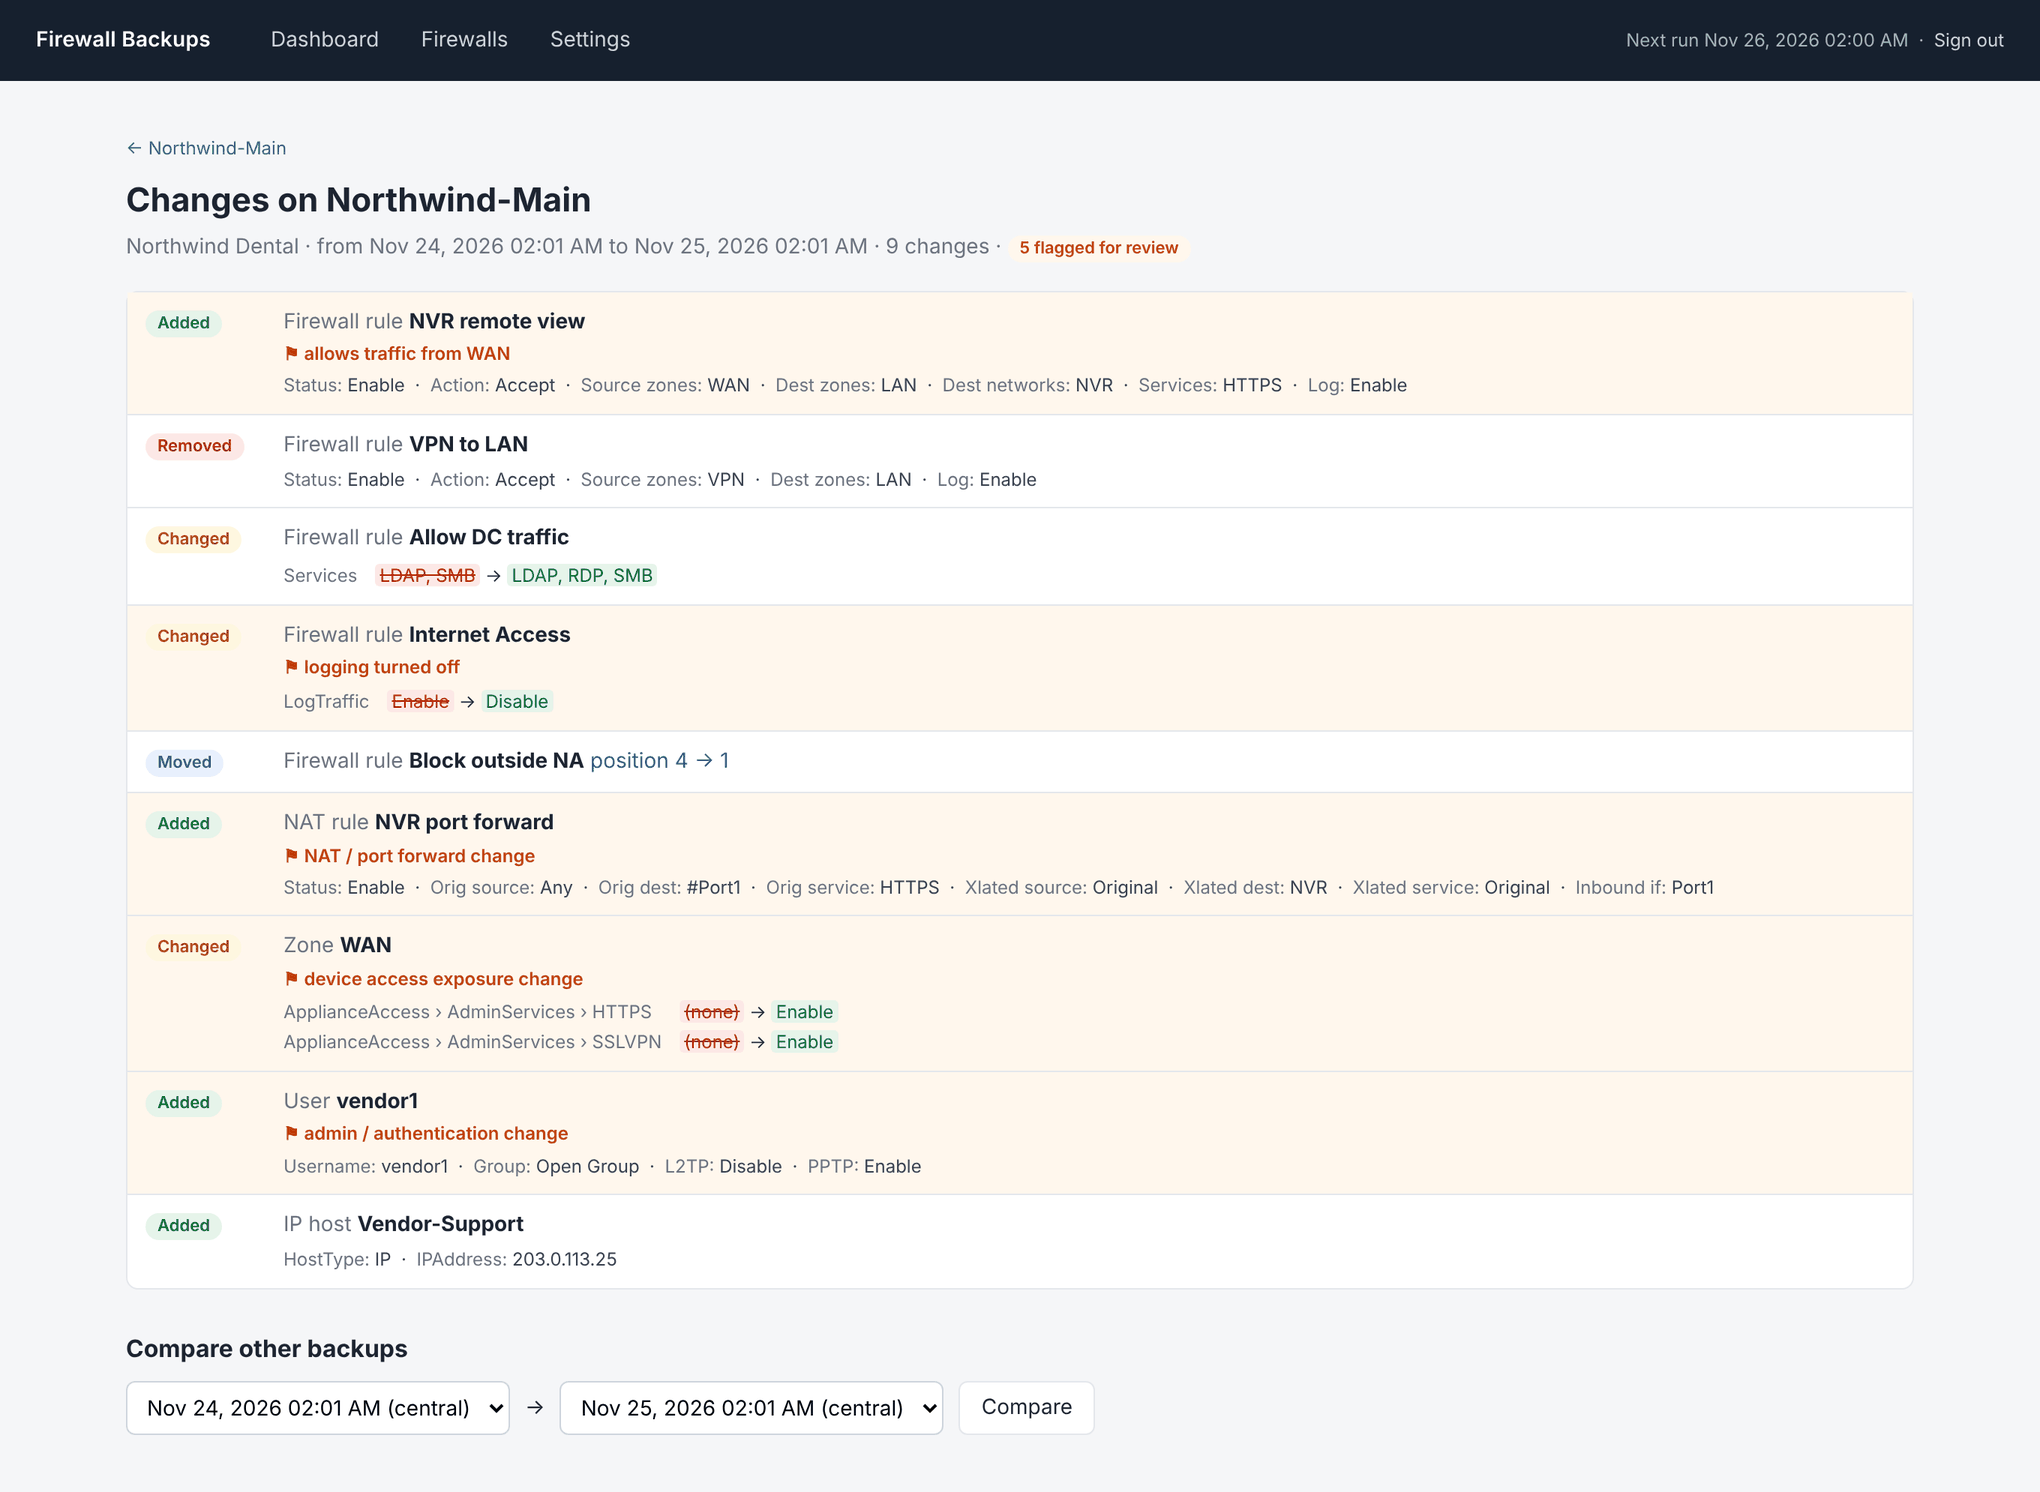 Firewall Backups Dashboard Firewalls Settings Next run Nov 26, 2026 02:00 AM · Sign out
← Northwind-Main
Changes on Northwind-Main
Northwind Dental · from Nov 24, 2026 02:01 AM to Nov 25, 2026 02:01 AM · 9 changes · 5 flagged for review
Added Firewall rule NVR remote view
⚑ allows traffic from WAN
Status: Enable · Action: Accept · Source zones: WAN · Dest zones: LAN · Dest networks: NVR · Services: HTTPS · Log: Enable
Removed Firewall rule VPN to LAN
Status: Enable · Action: Accept · Source zones: VPN · Dest zones: LAN · Log: Enable
Changed Firewall rule Allow DC traffic
Services LDAP, SMB → LDAP, RDP, SMB
Changed Firewall rule Internet Access
⚑ logging turned off
LogTraffic Enable → Disable
Moved Firewall rule Block outside NA position 4 → 1
Added NAT rule NVR port forward
⚑ NAT / port forward change
Status: Enable · Orig source: Any · Orig dest: #Port1 · Orig service: HTTPS · Xlated source: Original · Xlated dest: NVR · Xlated service: Original · Inbound if: Port1
Changed Zone WAN
⚑ device access exposure change
ApplianceAccess › AdminServices › HTTPS (none) → Enable
ApplianceAccess › AdminServices › SSLVPN (none) → Enable
Added User vendor1
⚑ admin / authentication change
Username: vendor1 · Group: Open Group · L2TP: Disable · PPTP: Enable
Added IP host Vendor-Support
HostType: IP · IPAddress: 203.0.113.25
Compare other backups
Nov 24, 2026 02:01 AM (central) → Nov 25, 2026 02:01 AM (central) Compare